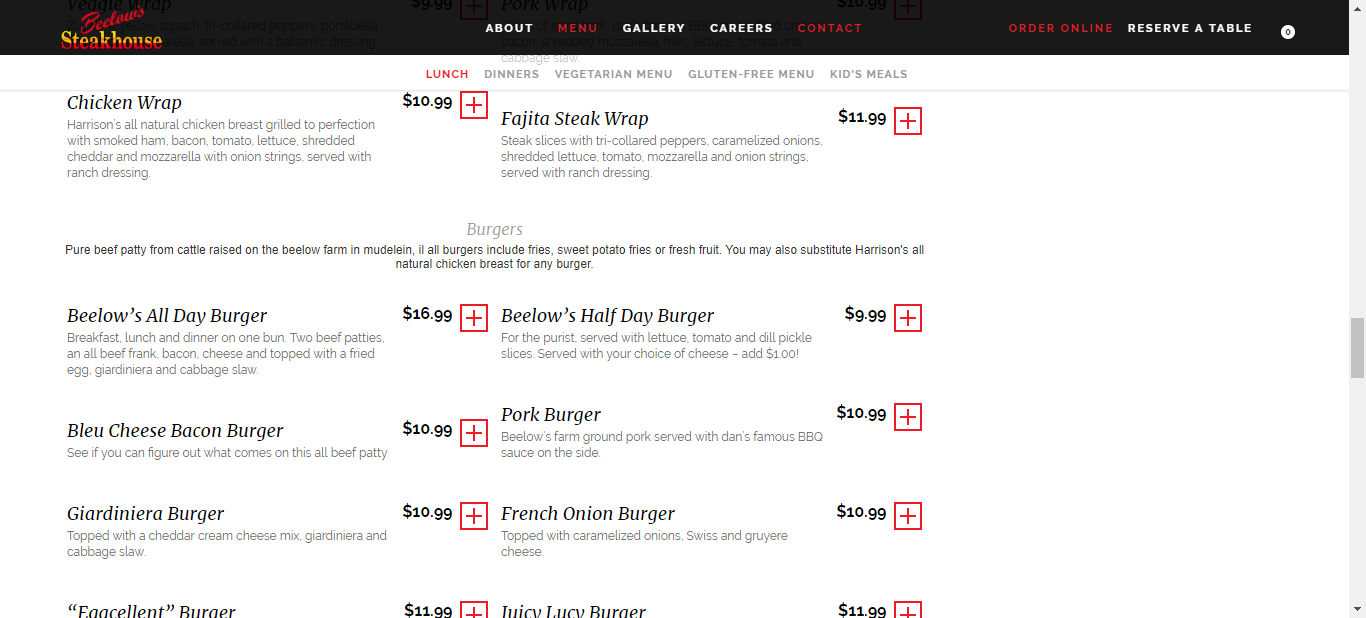 Veggie Wrap
$9.99
Pork Wrap
$10.99
squash, tri-collared peppers, portabella
served with a balsamic dressing
bacon, shredded mozzarella, fries, lettuce, tomato and
cabbage slaw
Beelows
Steakhouse
ABOUT MENU GALLERY CAREERS CONTACT ORDER ONLINE RESERVE A TABLE 0
LUNCH DINNERS VEGETARIAN MENU GLUTEN-FREE MENU KID'S MEALS
Chicken Wrap
$10.99
Harrison's all natural chicken breast grilled to perfection
with smoked ham, bacon, tomato, lettuce, shredded
cheddar and mozzarella with onion strings, served with
ranch dressing.
Fajita Steak Wrap
$11.99
Steak slices with tri-collared peppers, caramelized onions,
shredded lettuce, tomato, mozzarella and onion strings,
served with ranch dressing.
Burgers
Pure beef patty from cattle raised on the beelow farm in mudelein, il all burgers include fries, sweet potato fries or fresh fruit. You may also substitute Harrison's all
natural chicken breast for any burger.
Beelow's All Day Burger
$16.99
Breakfast, lunch and dinner on one bun. Two beef patties,
an all beef frank, bacon, cheese and topped with a fried
egg, giardiniera and cabbage slaw.
Beelow's Half Day Burger
$9.99
For the purist, served with lettuce, tomato and dill pickle
slices. Served with your choice of cheese – add $1.00!
Bleu Cheese Bacon Burger
$10.99
See if you can figure out what comes on this all beef patty
Pork Burger
$10.99
Beelow's farm ground pork served with dan's famous BBQ
sauce on the side.
Giardiniera Burger
$10.99
Topped with a cheddar cream cheese mix, giardiniera and
cabbage slaw.
French Onion Burger
$10.99
Topped with caramelized onions, Swiss and gruyere
cheese.
“Eggcellent” Burger
$11.99
Juicy Lucy Burger
$11.99